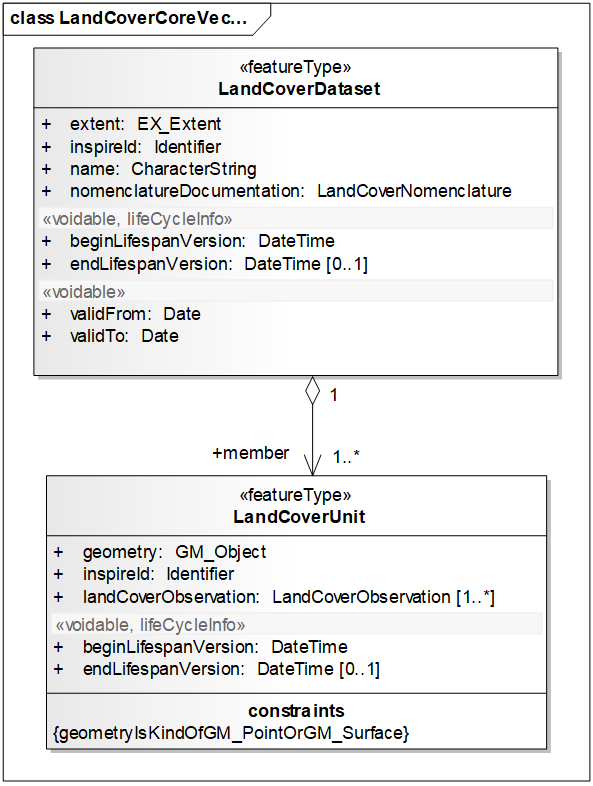 class LandCoverCoreVec...
«featureType»
LandCoverDataset
+ extent: EX_Extent
+ inspireId: Identifier
+ name: CharacterString
+ nomenclatureDocumentation: LandCoverNomenclature
«voidable, lifeCycleInfo»
+ beginLifespanVersion: DateTime
+ endLifespanVersion: DateTime [0..1]
«voidable»
+ validFrom: Date
+ validTo: Date
1
+member
1..*
«featureType»
LandCoverUnit
+ geometry: GM_Object
+ inspireId: Identifier
+ landCoverObservation: LandCoverObservation [1..*]
«voidable, lifeCycleInfo»
+ beginLifespanVersion: DateTime
+ endLifespanVersion: DateTime [0..1]
constraints
{geometryIsKindOfGM_PointOrGM_Surface}